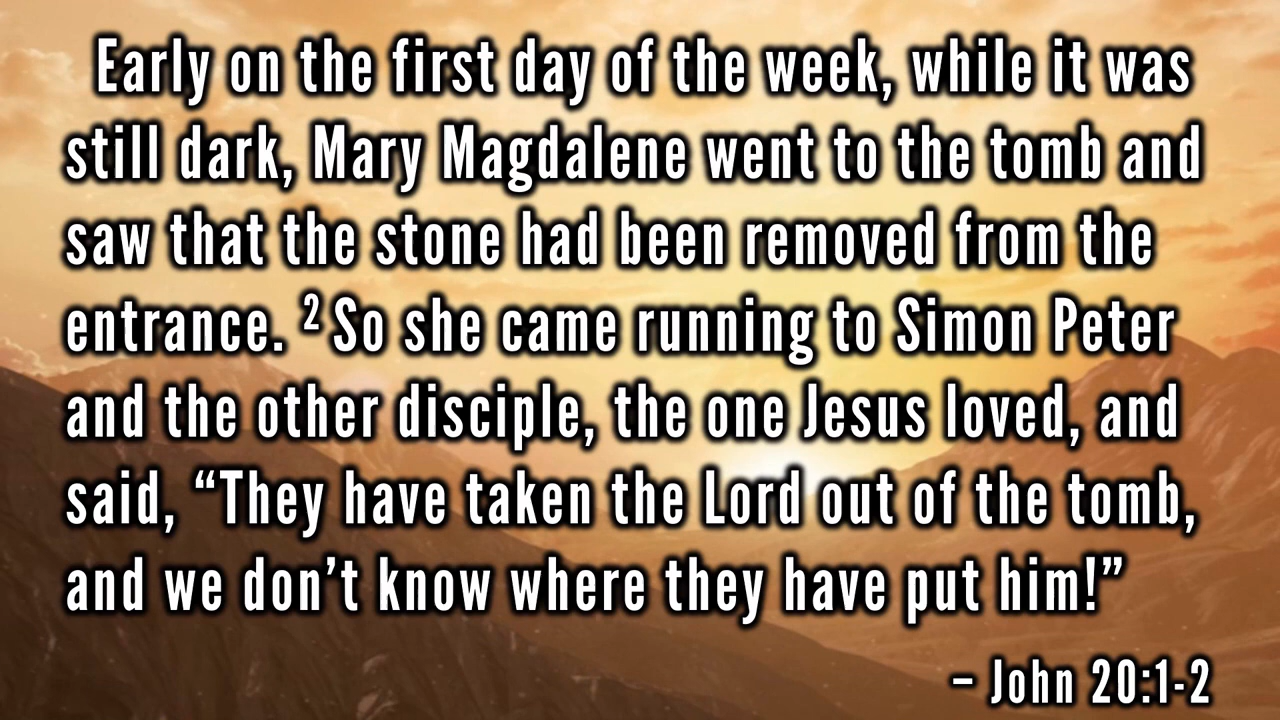 Early on the first day of the week, while it was
still dark, Mary Magdalene went to the tomb and
saw that the stone had been removed from the
entrance. ² So she came running to Simon Peter
and the other disciple, the one Jesus loved, and
said, “They have taken the Lord out of the tomb,
and we don’t know where they have put him!”
– John 20:1-2